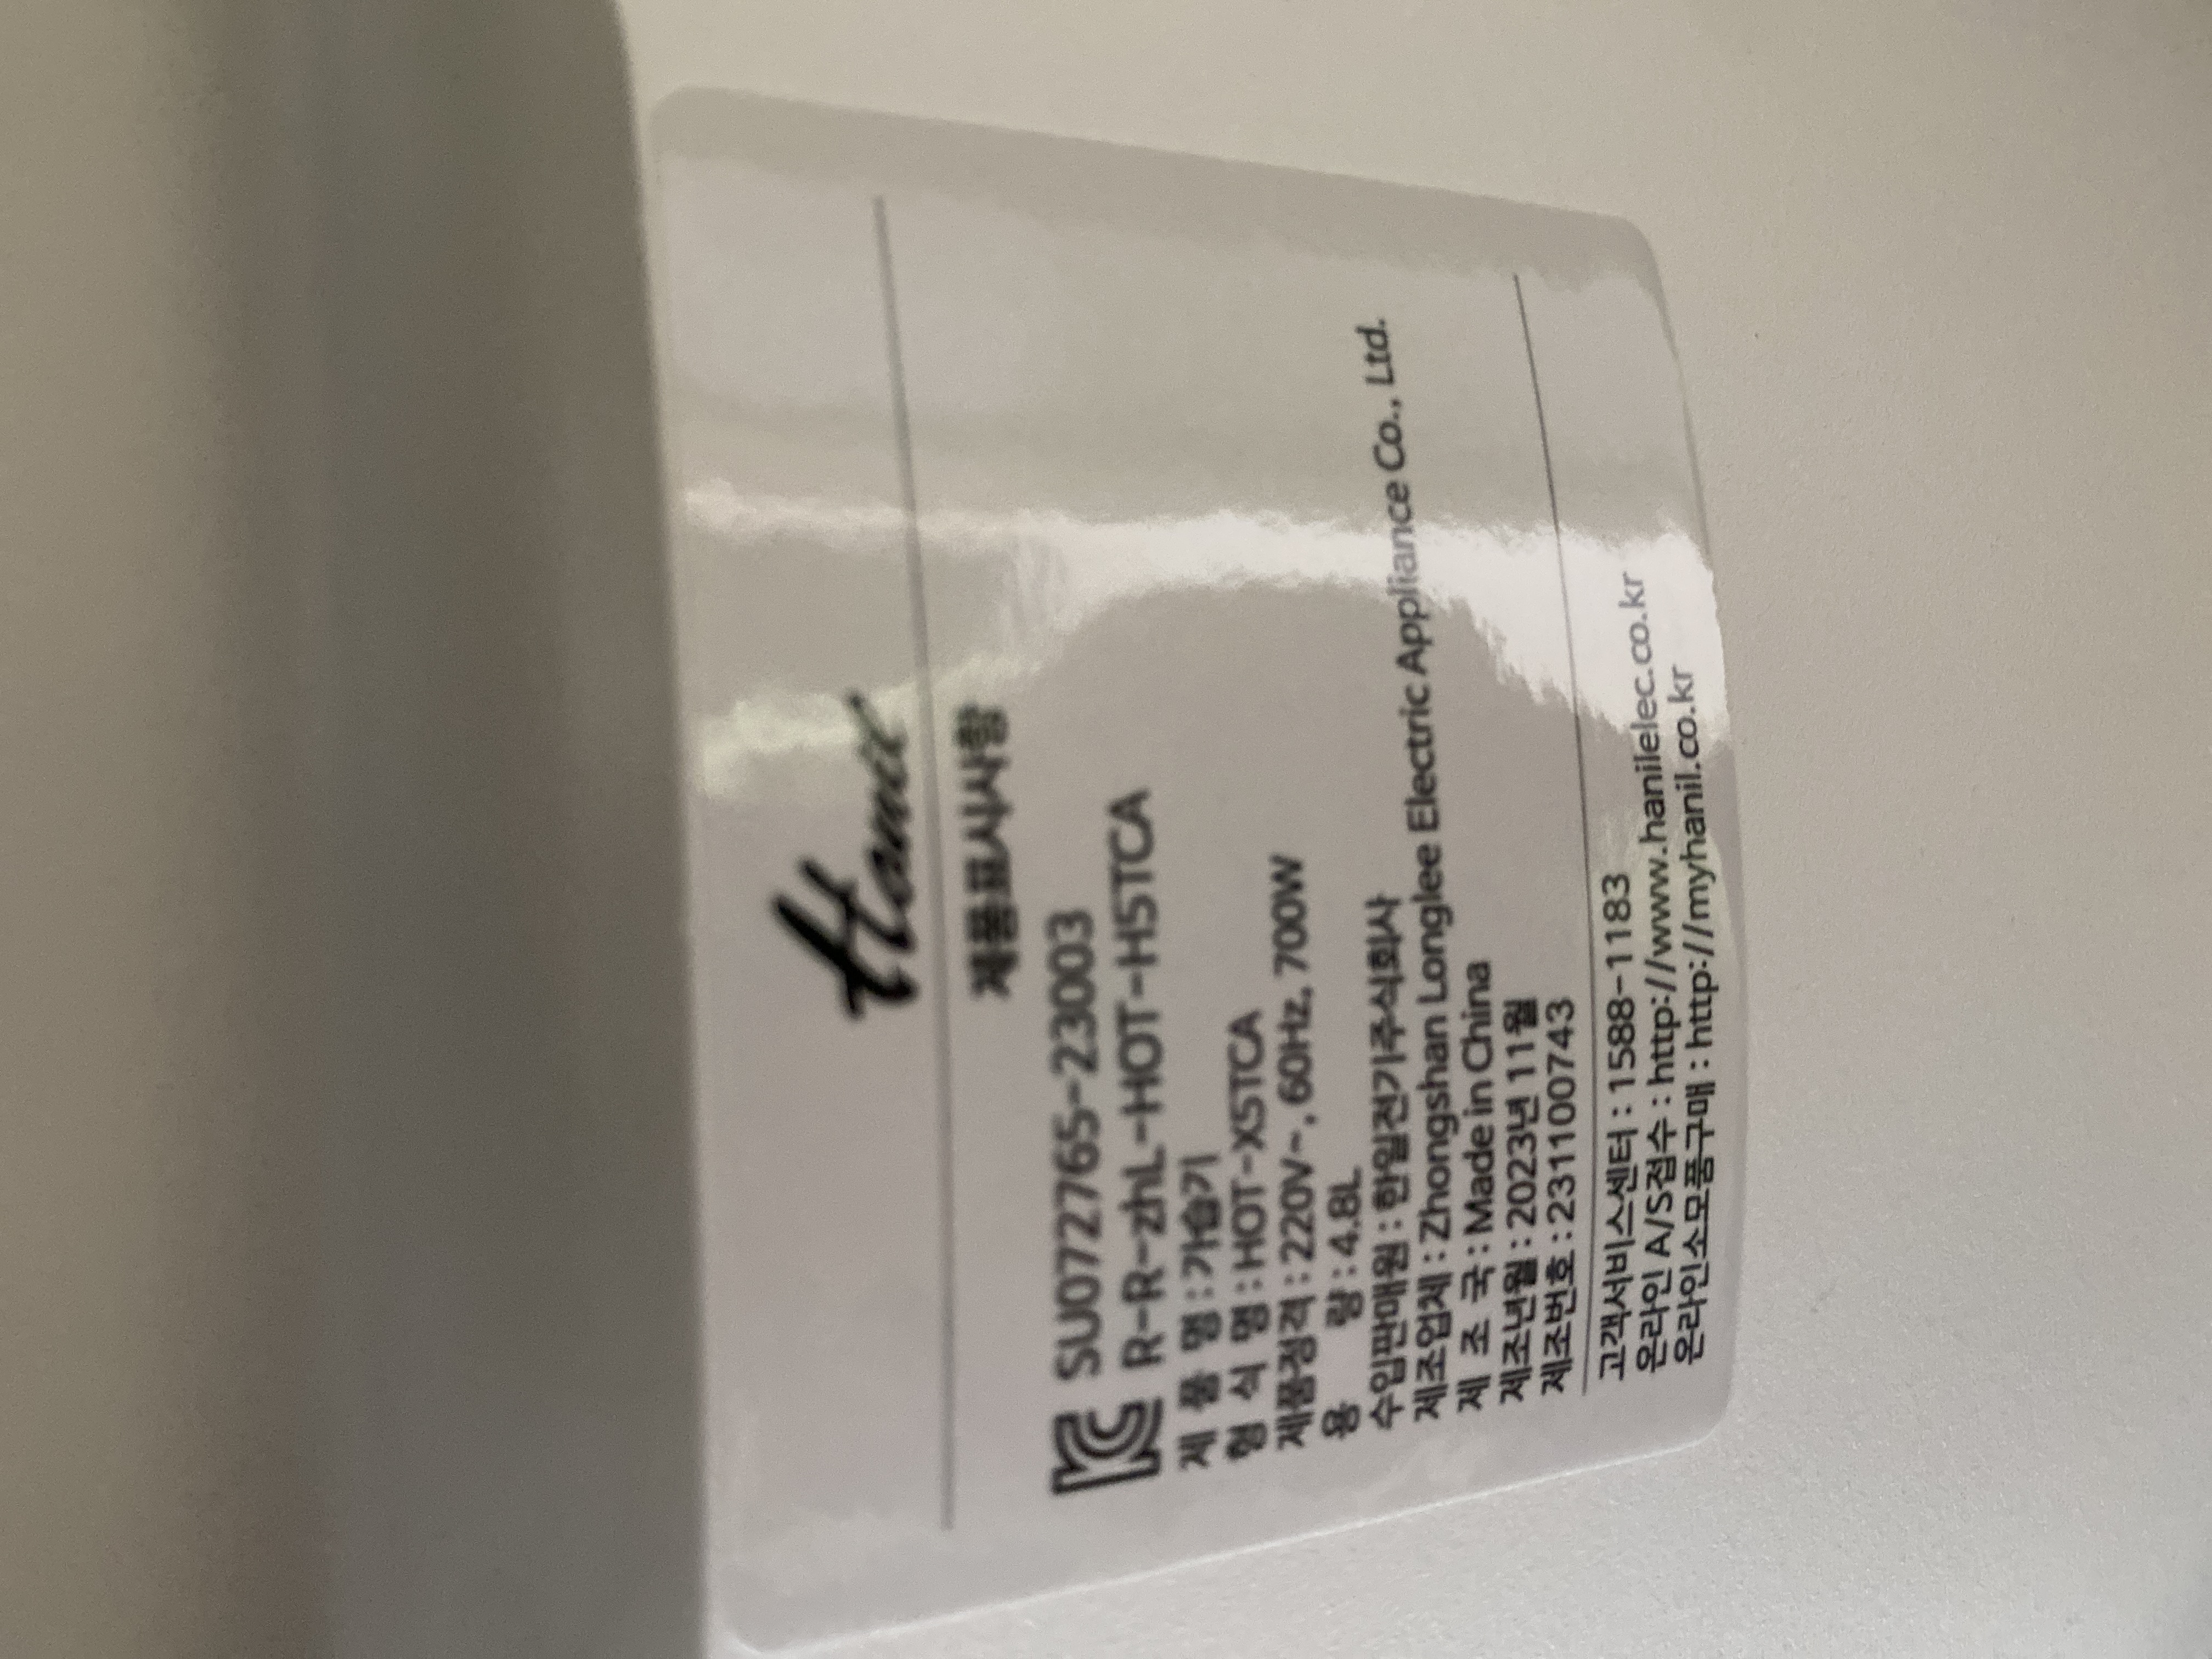 Hanil
제품표시사항
KC SU072765-23003
R-R-zhL-HOT-H5TCA
제 품 명 : 가습기
형 식 명 : HOT-X5TCA
제품정격 : 220V~, 60Hz, 700W
용 량 : 4.8L
수입판매원 : 한일전기주식회사
제조업체 : Zhongshan Longlee Electric Appliance Co., Ltd.
제 조 국 : Made in China
제조년월 : 2023년 11월
제조번호 : 231100743
고객서비스센터 : 1588-1183
온라인 A/S접수 : http://www.hanilelec.co.kr
온라인소모품구매 : http://myhanil.co.kr